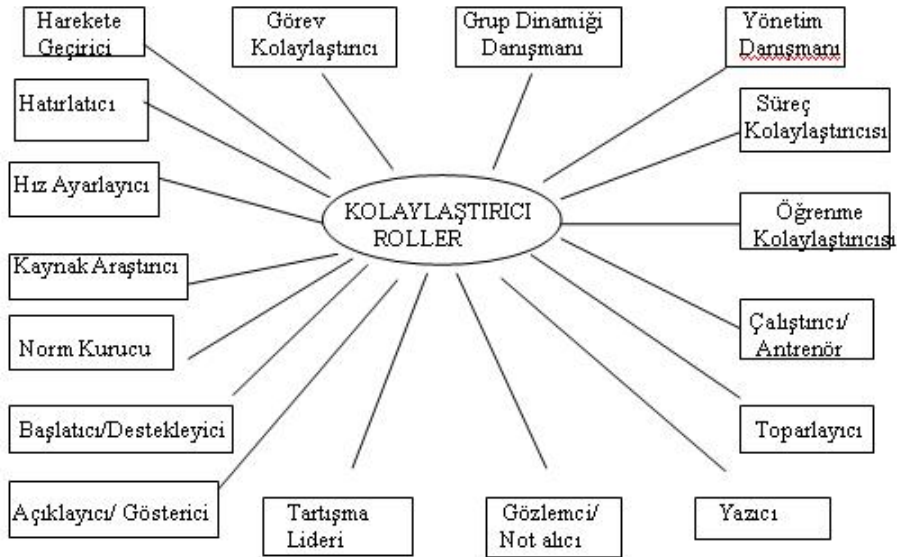 Harekete
Geçirici
Görev
Kolaylaştırıcı
Grup Dinamiği
Danışmanı
Yönetim
Danışmanı
Hatırlatıcı
Süreç
Kolaylaştırıcısı
Hız Ayarlayıcı
KOLAYLAŞTIRICI
ROLLER
Öğrenme
Kolaylaştırıcısı
Kaynak Araştırıcı
Norm Kurucu
Çalıştırıcı/
Antrenör
Başlatıcı/Destekleyici
Toparlayıcı
Açıklayıcı/ Gösterici
Tartışma
Lideri
Gözlemci/
Not alıcı
Yazıcı